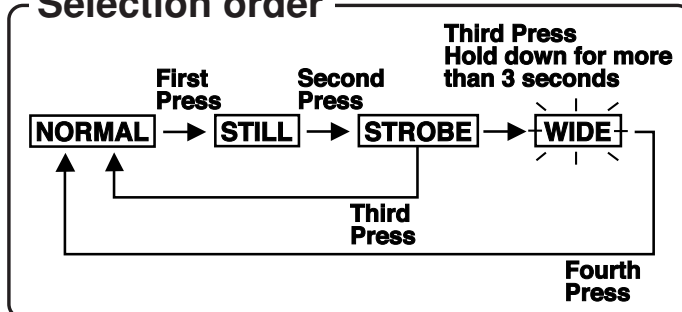 Selection order
Third Press
Hold down for more
than 3 seconds
First
Press
Second
Press
NORMAL
STILL
STROBE
WIDE
Third
Press
Fourth
Press